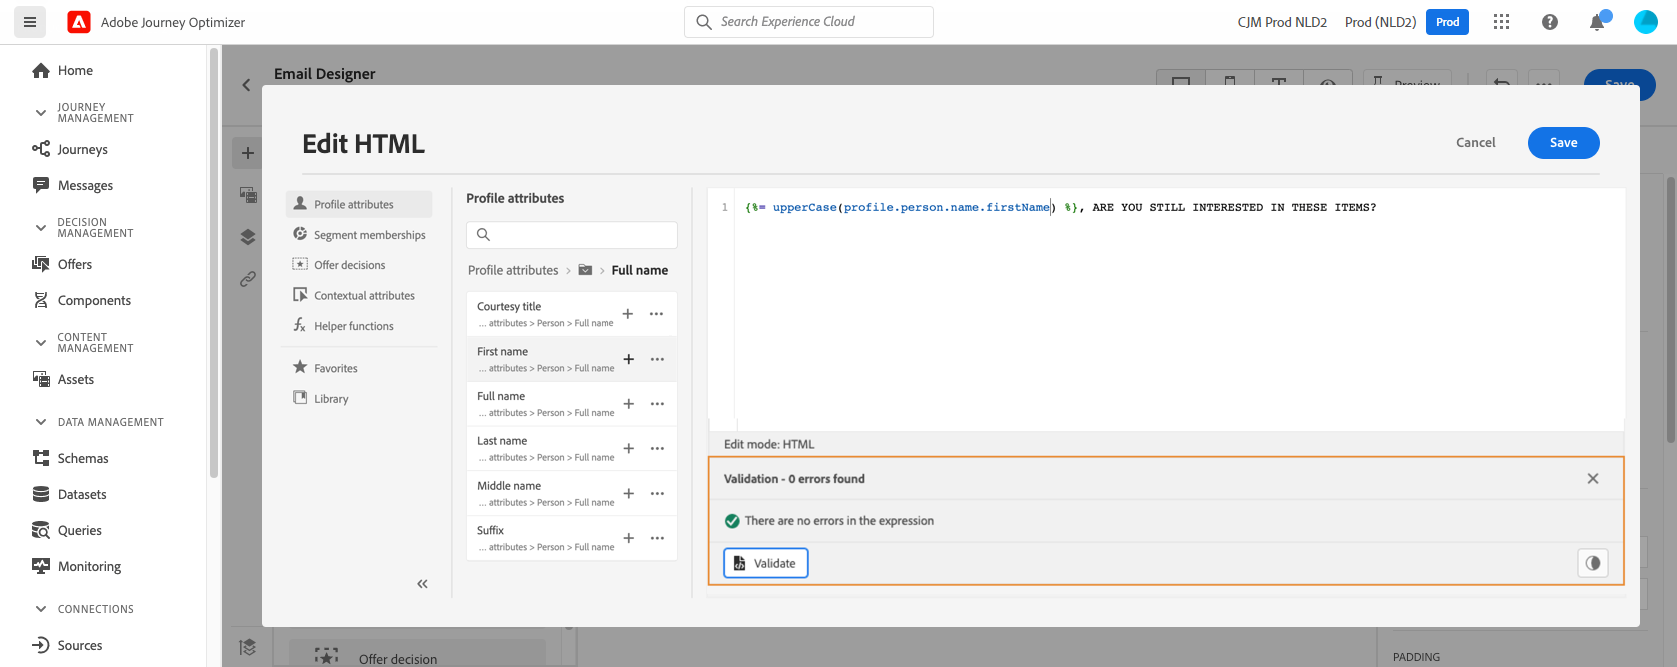 Adobe Journey Optimizer
Search Experience Cloud
CJM Prod NLD2
Prod (NLD2)
Prod
Home
JOURNEY
MANAGEMENT
Journeys
Messages
DECISION
MANAGEMENT
Offers
Components
CONTENT
MANAGEMENT
Assets
DATA MANAGEMENT
Schemas
Datasets
Queries
Monitoring
CONNECTIONS
Sources
Email Designer
Preview
Save
Edit HTML
Cancel
Save
Profile attributes
Segment memberships
Offer decisions
Contextual attributes
Helper functions
Favorites
Library
Profile attributes
Profile attributes > > Full name
Courtesy title
... attributes > Person > Full name
First name
... attributes > Person > Full name
Full name
... attributes > Person > Full name
Last name
... attributes > Person > Full name
Middle name
... attributes > Person > Full name
Suffix
... attributes > Person > Full name
1 {%= upperCase(profile.person.name.firstName) %}, ARE YOU STILL INTERESTED IN THESE ITEMS?
Edit mode: HTML
Validation - 0 errors found
There are no errors in the expression
Validate
Offer decision
PADDING